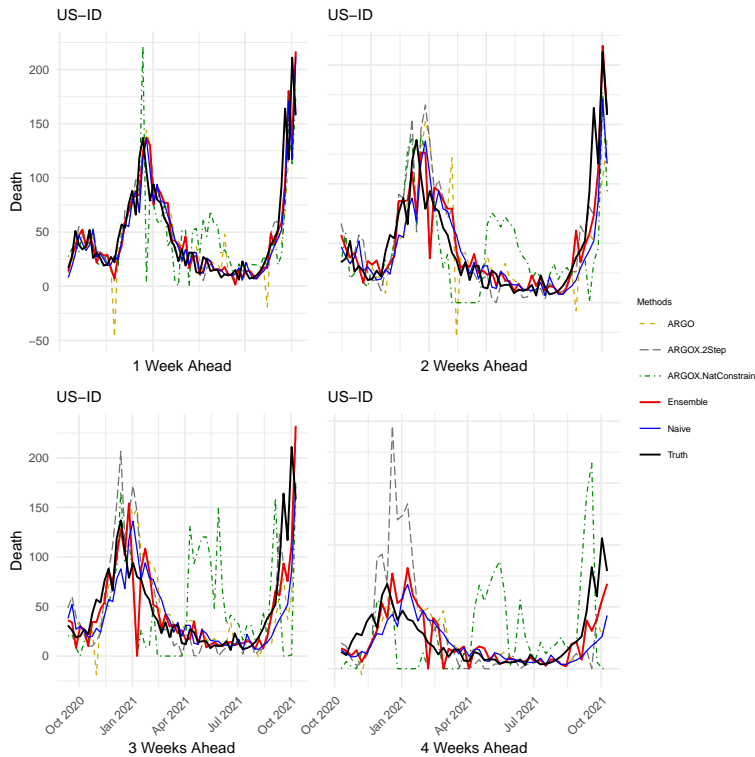 US−ID
US−ID
Death
200
150
100
50
0
−50
1 Week Ahead
2 Weeks Ahead
Methods
ARGO
ARGOX.2Step
ARGOX.NatConstrain
Ensemble
Naive
Truth
US−ID
US−ID
Death
200
150
100
50
0
Oct 2020
Jan 2021
Apr 2021
Jul 2021
Oct 2021
Oct 2020
Jan 2021
Apr 2021
Jul 2021
Oct 2021
3 Weeks Ahead
4 Weeks Ahead